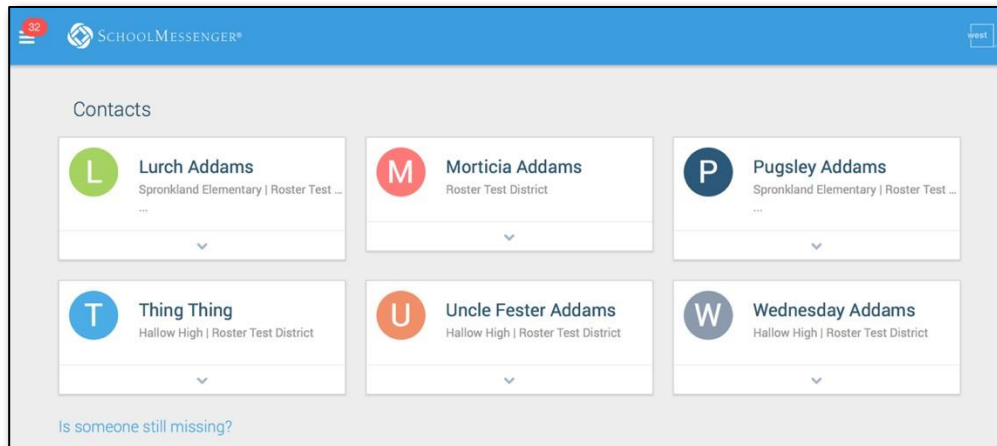 32
SCHOOLMESSENGER®
west
Contacts
L
Lurch Addams
Spronkland Elementary | Roster Test ...
...
M
Morticia Addams
Roster Test District
P
Pugsley Addams
Spronkland Elementary | Roster Test ...
...
T
Thing Thing
Hallow High | Roster Test District
U
Uncle Fester Addams
Hallow High | Roster Test District
W
Wednesday Addams
Hallow High | Roster Test District
Is someone still missing?